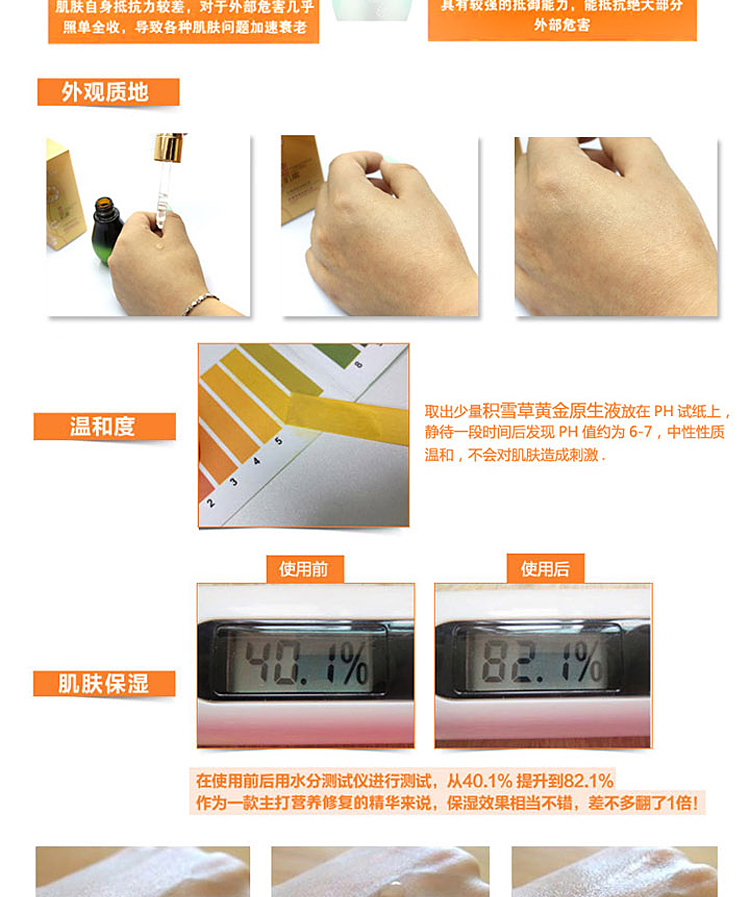 肌肤自身抵抗力较差，对于外部危害几乎
照单全收，导致各种肌肤问题加速衰老
具有较强的抵御能力，能抵抗绝大部分
外部危害
外观质地
温和度
2 3 4 5 8
取出少量积雪草黄金原生液放在 PH 试纸上，
静待一段时间后发现 PH 值约为 6-7，中性性质
温和，不会对肌肤造成刺激 .
使用前
使用后
肌肤保湿
40.1%
82.1%
在使用前后用水分测试仪进行测试，从40.1% 提升到82.1%
作为一款主打营养修复的精华来说，保湿效果相当不错，差不多翻了1倍！